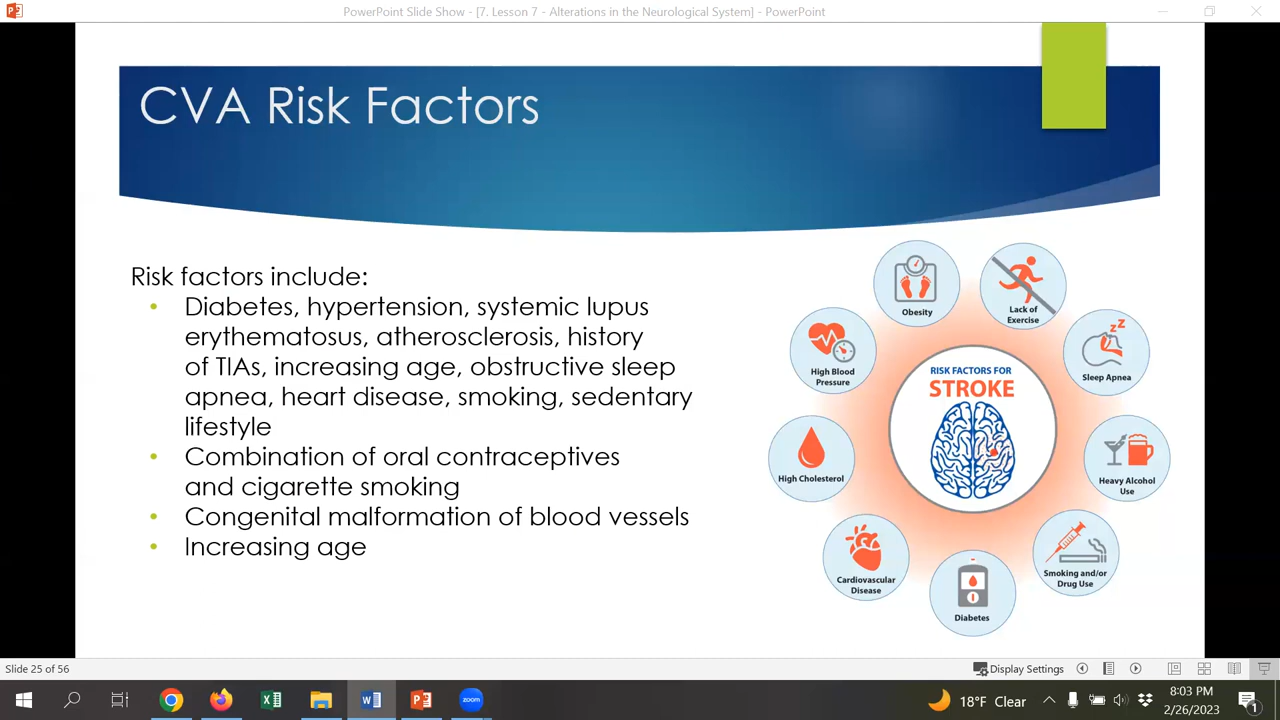 PowerPoint Slide Show - [7. Lesson 7 - Alterations in the Neurological System] - PowerPoint
CVA Risk Factors
Risk factors include:
Diabetes, hypertension, systemic lupus
erythematosus, atherosclerosis, history
of TIAs, increasing age, obstructive sleep
apnea, heart disease, smoking, sedentary
lifestyle
Combination of oral contraceptives
and cigarette smoking
Congenital malformation of blood vessels
Increasing age
RISK FACTORS FOR
STROKE
Obesity
Lack of
Exercise
Sleep Apnea
Heavy Alcohol
Use
Smoking and/or
Drug Use
Diabetes
Cardiovascular
Disease
High Cholesterol
High Blood
Pressure
zZ
Slide 25 of 56
Display Settings
zoom
18°F Clear
8:03 PM
2/26/2023
1